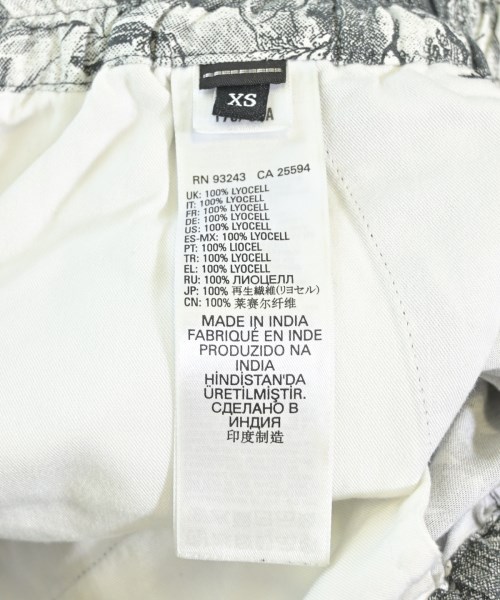 XS
RN 93243 CA 25594
UK: 100% LYOCELL
IT: 100% LYOCELL
FR: 100% LYOCELL
DE: 100% LYOCELL
US: 100% LYOCELL
ES-MX: 100% LYOCELL
PT: 100% LIOCEL
TR: 100% LYOCELL
EL: 100% LYOCELL
RU: 100% ЛИОЦЕЛЛ
JP: 100% 再生繊維(リヨセル)
CN: 100% 莱赛尔纤维
MADE IN INDIA
FABRIQUÉ EN INDE
PRODUZIDO NA
INDIA
HİNDİSTAN'DA
ÜRETİLMİŞTİR.
СДЕЛАНО В
ИНДИЯ
印度制造